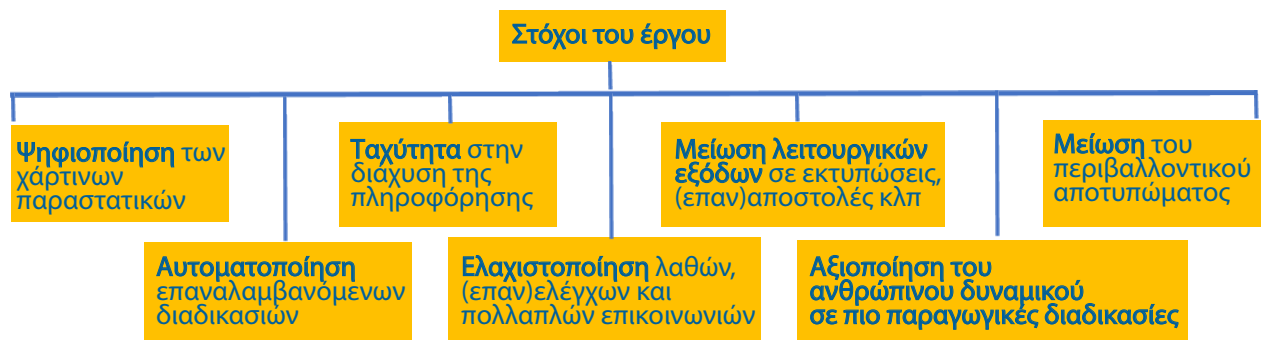 Στόχοι του έργου
Ψηφιοποίηση των
χάρτινων
παραστατικών
Αυτοματοποίηση
επαναλαμβανόμενων
διαδικασιών
Ταχύτητα στην
διάχυση της
πληροφόρησης
Ελαχιστοποίηση λαθών,
(επαν)ελέγχων και
πολλαπλών επικοινωνιών
Μείωση λειτουργικών
εξόδων σε εκτυπώσεις,
(επαν)αποστολές κλπ
Αξιοποίηση του
ανθρώπινου δυναμικού
σε πιο παραγωγικές διαδικασίες
Μείωση του
περιβαλλοντικού
αποτυπώματος